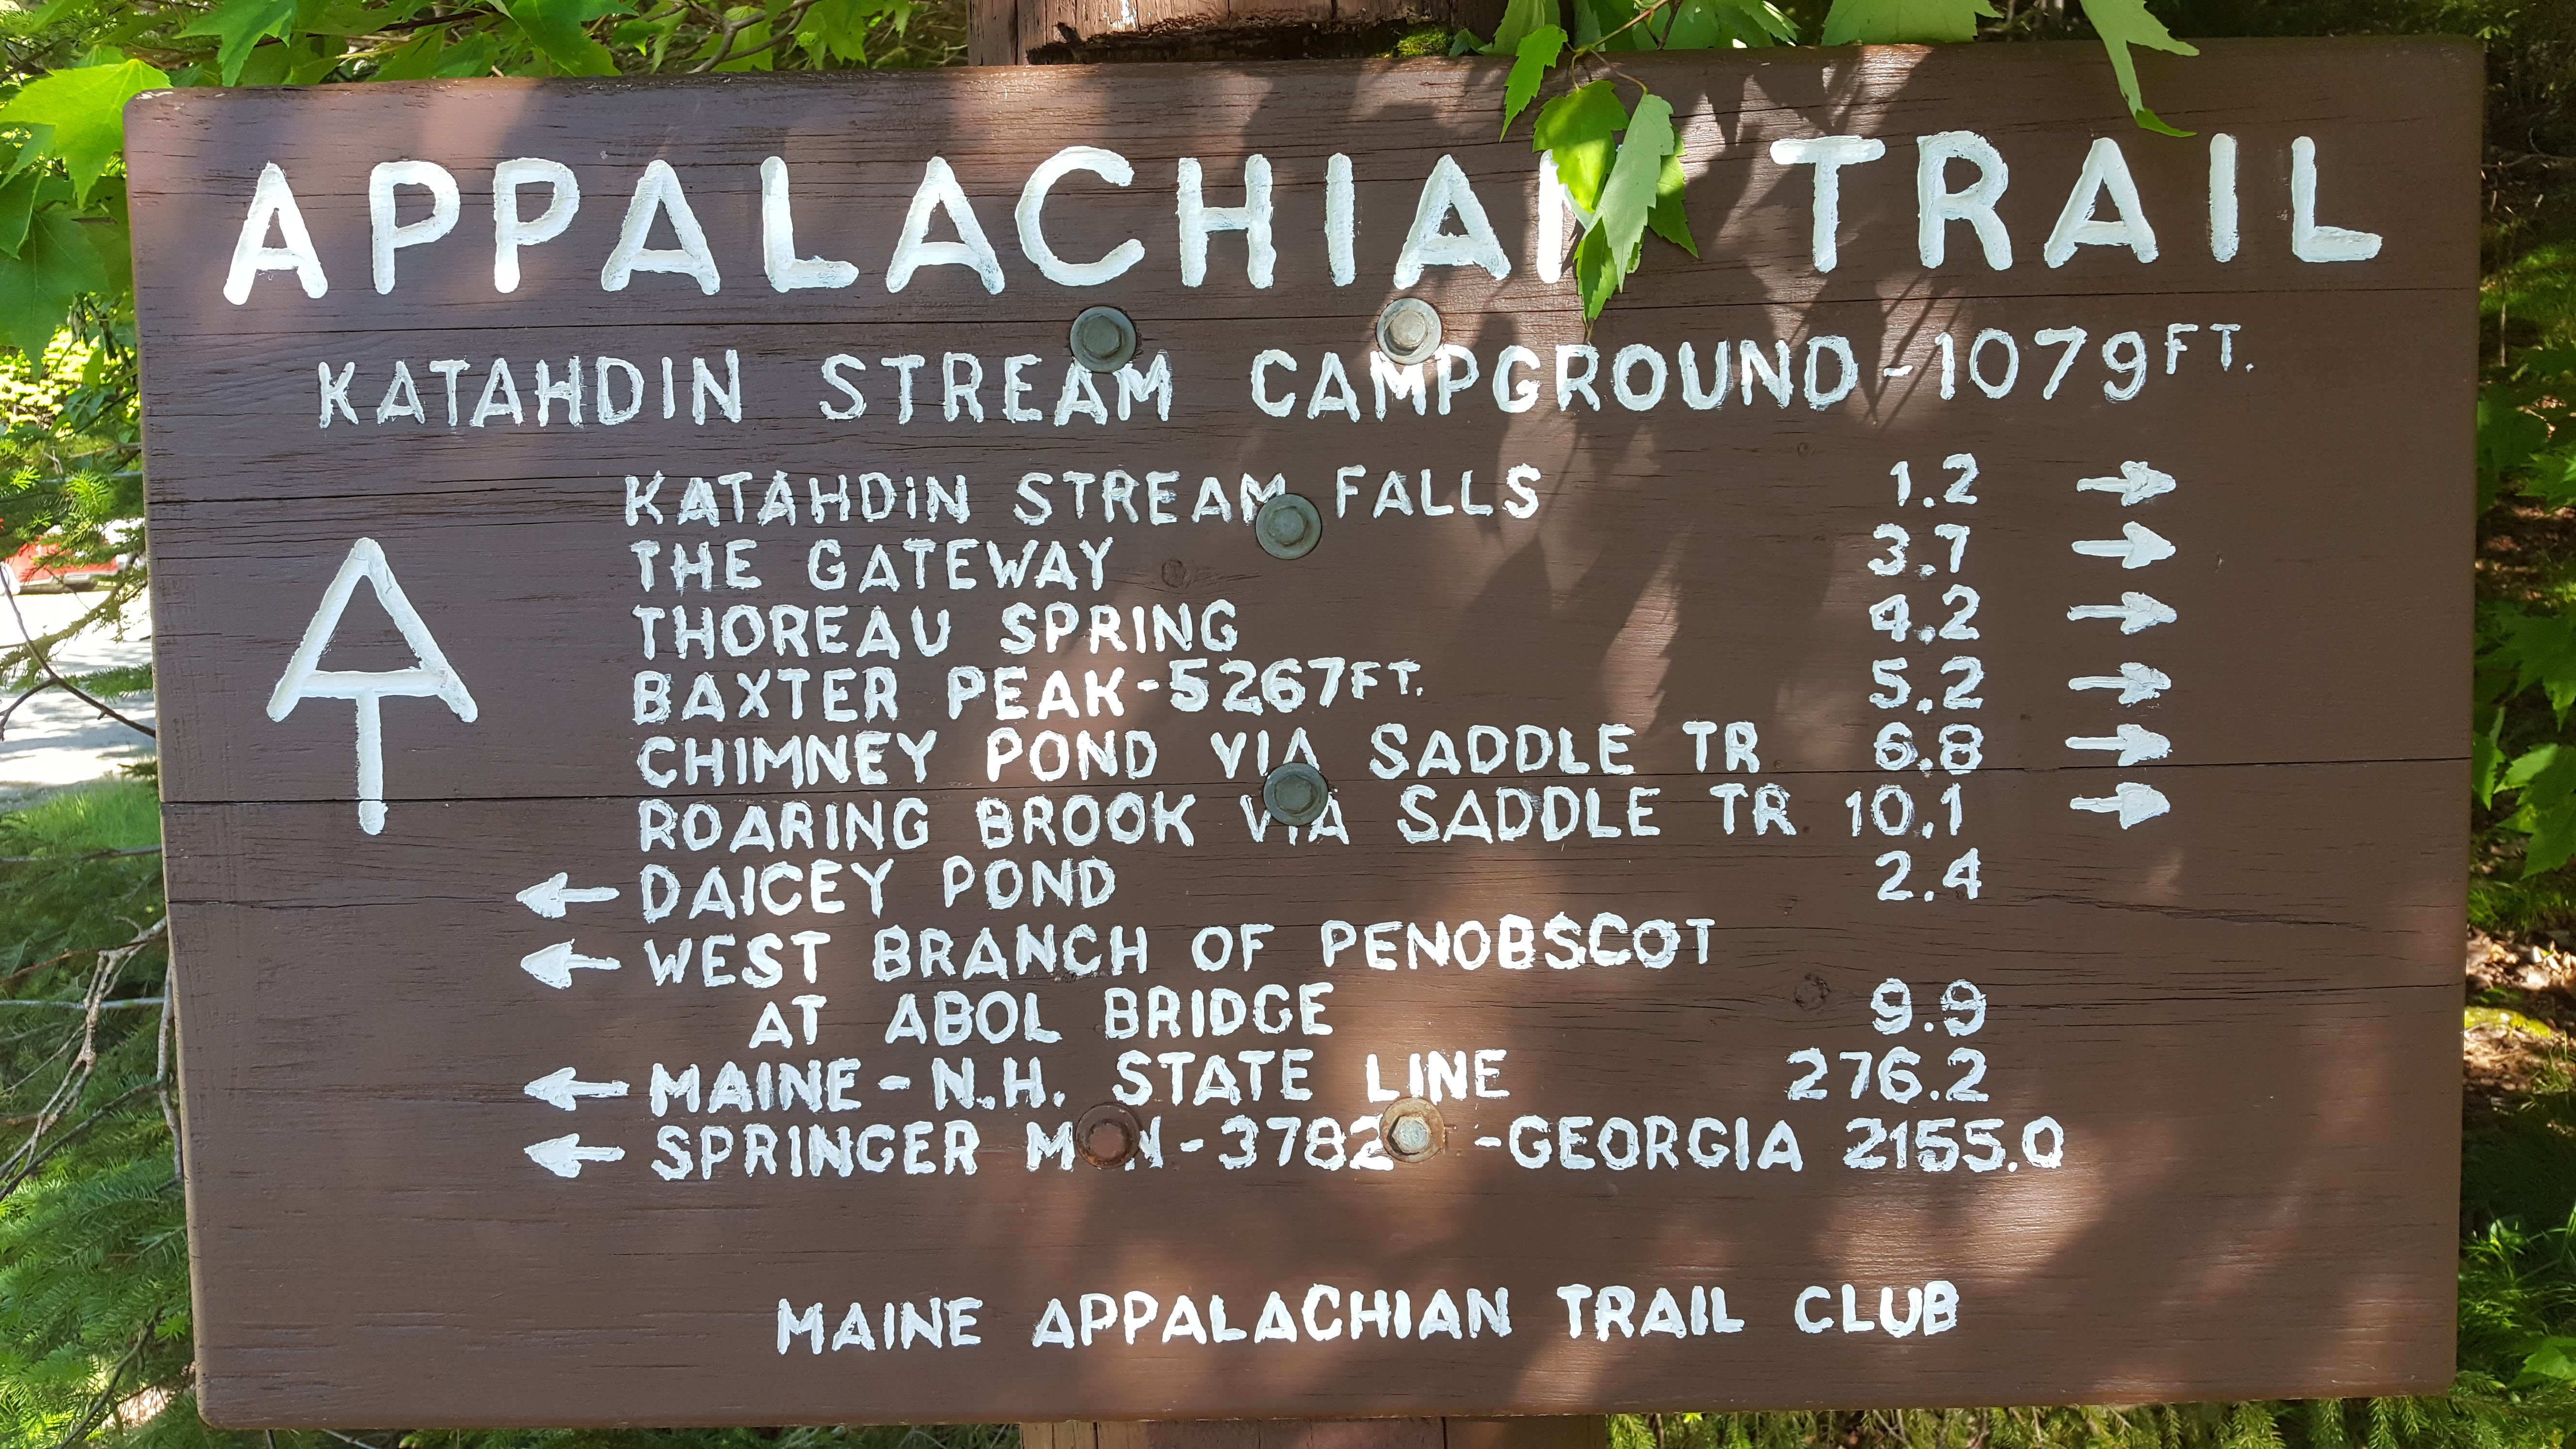 APPALACHIAN TRAIL
KATAHDIN STREAM CAMPGROUND-1079FT.
KATAHDIN STREAM FALLS 1.2
THE GATEWAY 3.7
THOREAU SPRING 4.2
BAXTER PEAK-5267FT. 5.2
CHIMNEY POND VIA SADDLE TR 6.8
ROARING BROOK VIA SADDLE TR 10.1
DAICEY POND 2.4
WEST BRANCH OF PENOBSCOT
AT ABOL BRIDGE 9.9
MAINE-N.H. STATE LINE 276.2
SPRINGER -3782 -GEORGIA 2155.0
MAINE APPALACHIAN TRAIL CLUB